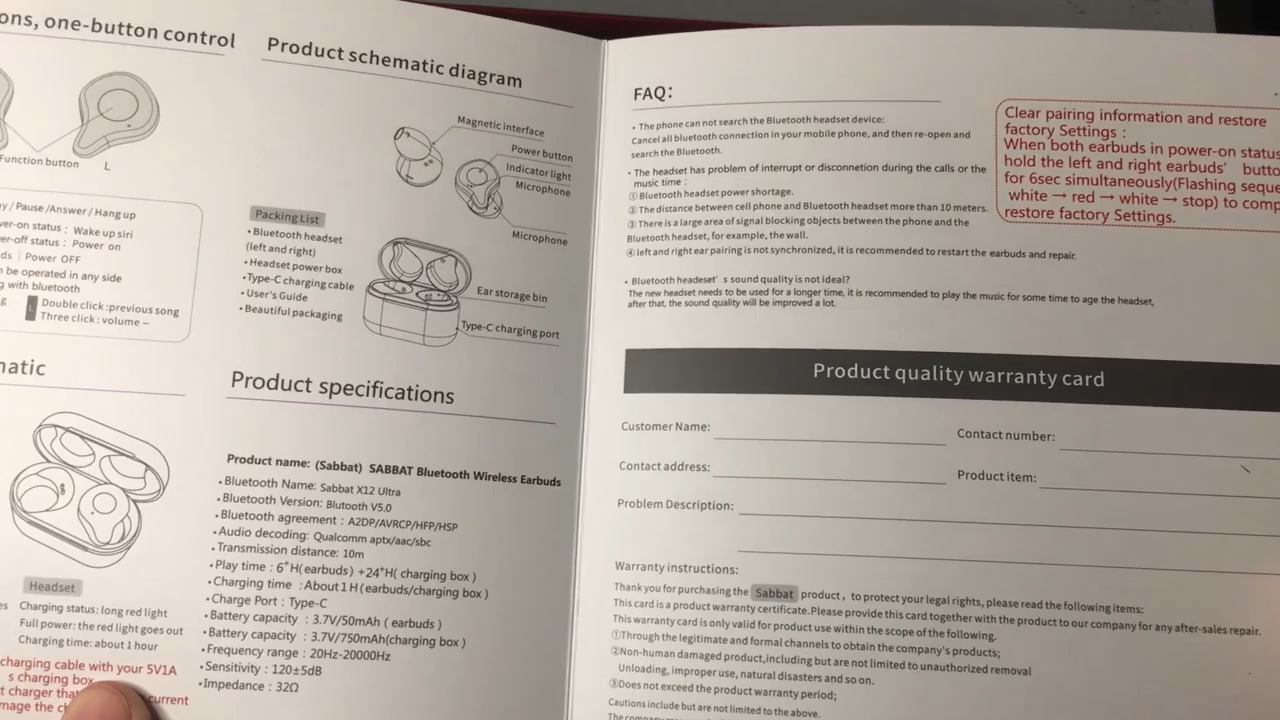 ons, one-button control
Function button
L
y / Pause /Answer / Hang up
er-on status : Wake up siri
er-off status : Power on
ds | Power OFF
be operated in any side
g with bluetooth
L Double click :previous song
Three click : volume –
matic
Headset
Charging status: long red light
Full power: the red light goes out
Charging time: about 1 hour
charging cable with your 5V1A
s charging box
t charger that current
mage the
Product schematic diagram
Magnetic interface
Power button
Indicator light
Microphone
Microphone
Packing List
• Bluetooth headset
(left and right)
• Headset power box
• Type-C charging cable
• User's Guide
• Beautiful packaging
Ear storage bin
Type-C charging port
Product specifications
Product name: (Sabbat) SABBAT Bluetooth Wireless Earbuds
• Bluetooth Name: Sabbat X12 Ultra
• Bluetooth Version: Blutooth V5.0
• Bluetooth agreement : A2DP/AVRCP/HFP/HSP
• Audio decoding: Qualcomm aptx/aac/sbc
• Transmission distance: 10m
• Play time : 6⁺H(earbuds) +24⁺H( charging box )
• Charging time : About 1 H (earbuds/charging box )
• Charge Port : Type-C
• Battery capacity : 3.7V/50mAh ( earbuds )
• Battery capacity : 3.7V/750mAh(charging box )
• Frequency range : 20Hz-20000Hz
• Sensitivity : 120±5dB
• Impedance : 32Ω
FAQ:
• The phone can not search the Bluetooth headset device:
Cancel all bluetooth connection in your mobile phone, and then re-open and
search the Bluetooth.
• The headset has problem of interrupt or disconnetion during the calls or the
music time :
① Bluetooth headset power shortage.
② The distance between cell phone and Bluetooth headset more than 10 meters.
③ There is a large area of signal blocking objects between the phone and the
Bluetooth headset, for example, the wall.
④ left and right ear pairing is not synchronized, it is recommended to restart the earbuds and repair.
• Bluetooth headeset' s sound quality is not ideal?
The new headset needs to be used for a longer time, it is recommended to play the music for some time to age the headset,
after that, the sound quality will be improved a lot.
Clear pairing information and restore
factory Settings :
When both earbuds in power-on status
hold the left and right earbuds' butto
for 6sec simultaneously(Flashing seque
white → red → white → stop) to comp
restore factory Settings.
Product quality warranty card
Customer Name:
Contact number:
Contact address:
Product item:
Problem Description:
Warranty instructions:
Thank you for purchasing the Sabbat product, to protect your legal rights, please read the following items:
This card is a product warranty certificate.Please provide this card together with the product to our company for any after-sales repair.
This warranty card is only valid for product use within the scope of the following.
①Through the legitimate and formal channels to obtain the company's products;
②Non-human damaged product,including but are not limited to unauthorized removal
Unloading, improper use, natural disasters and so on.
③Does not exceed the product warranty period;
Cautions include but are not limited to the above.
The company